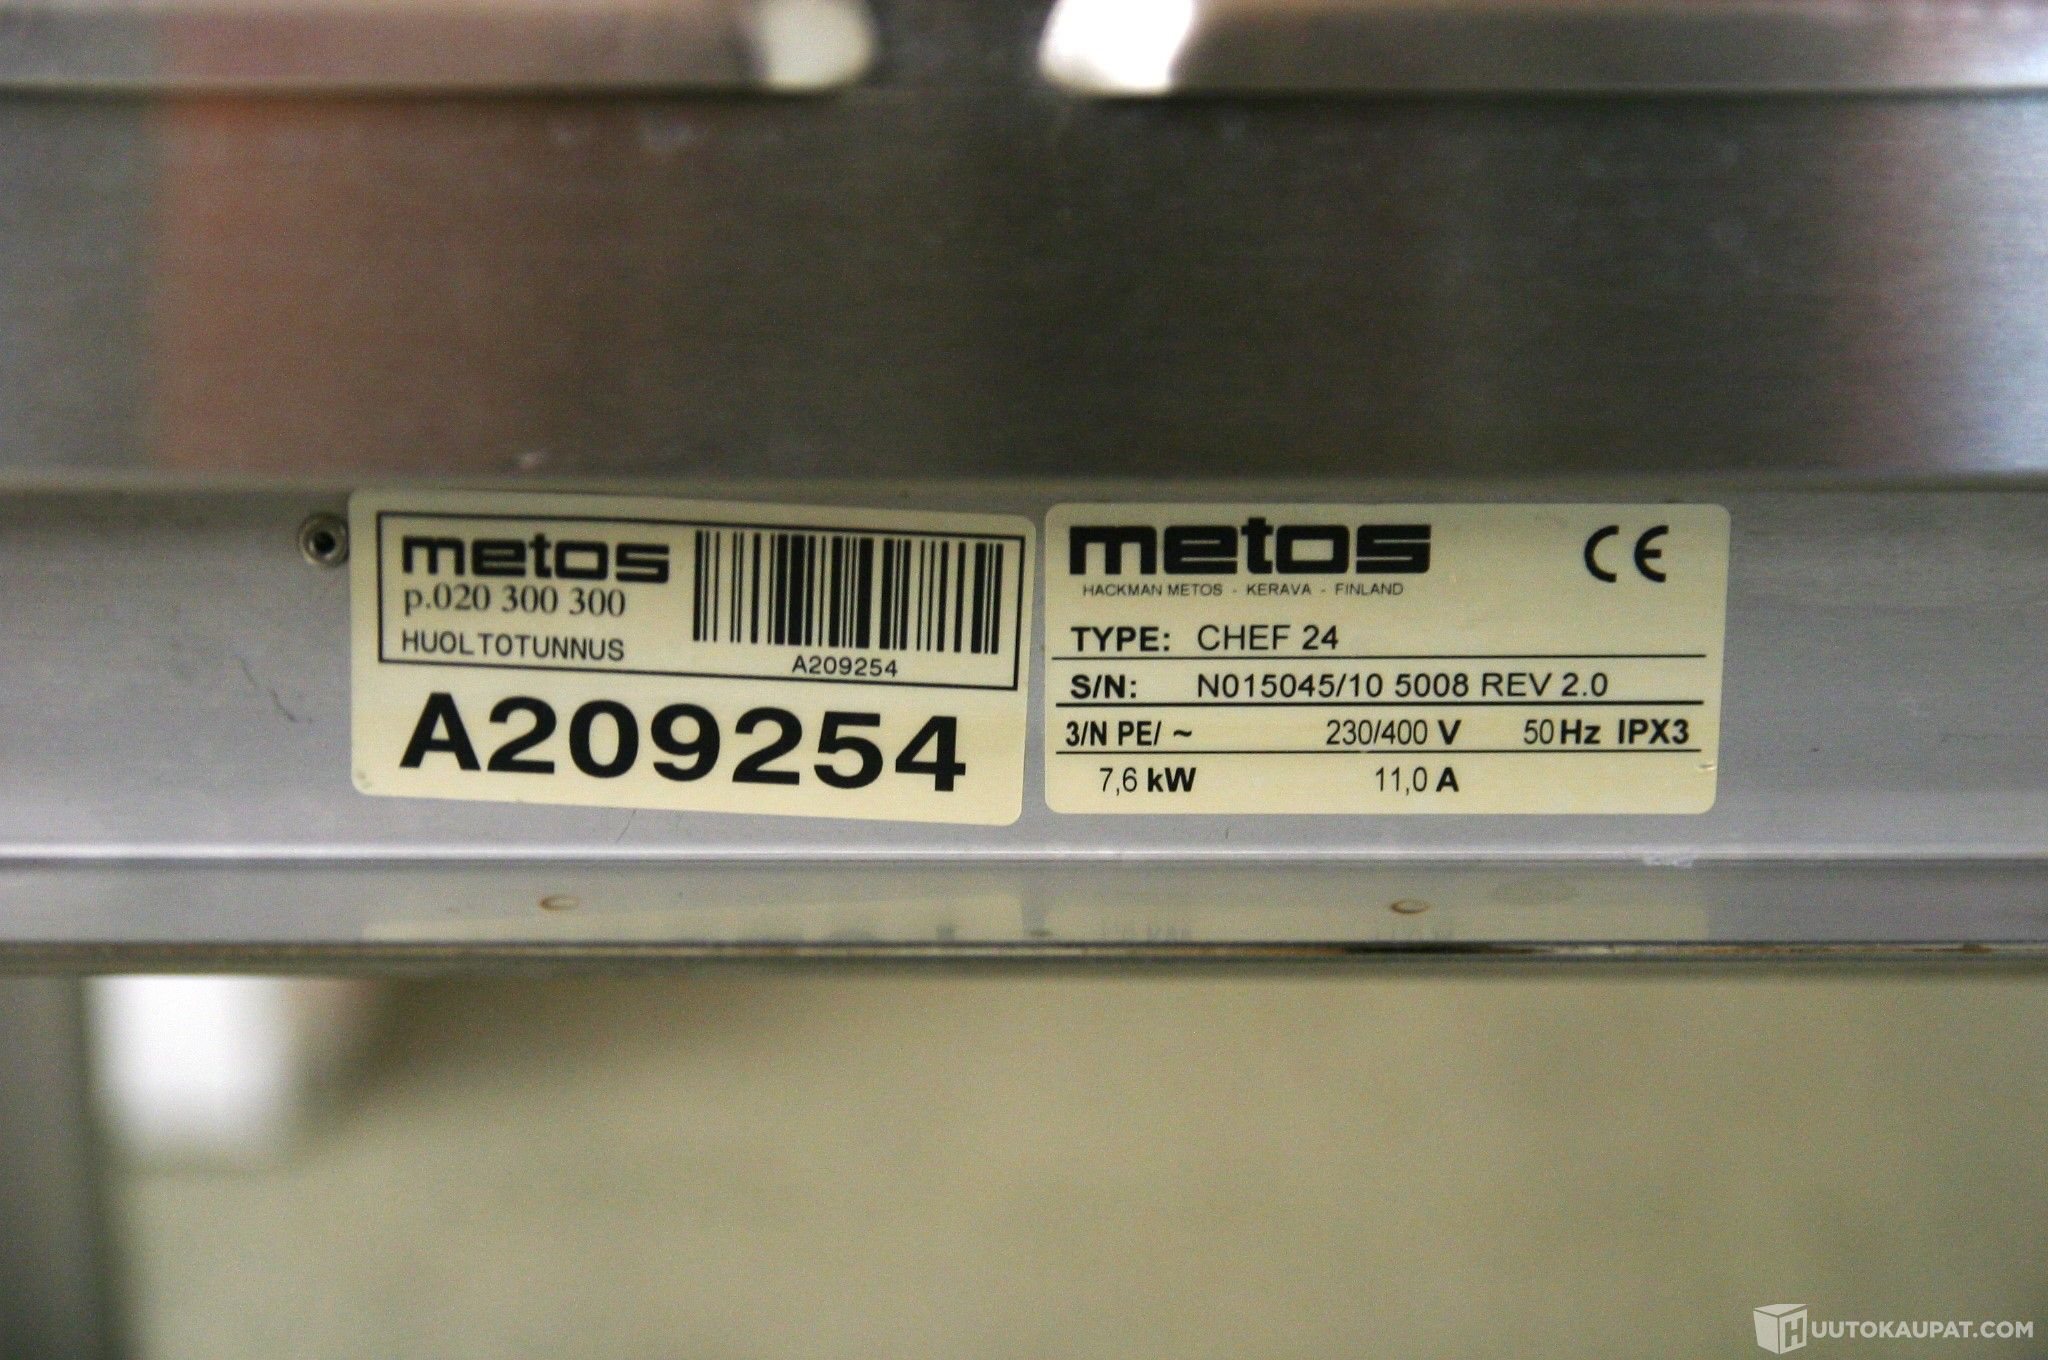 metos
p.020 300 300
HUOLTOTUNNUS
A209254
A209254
metos
CE
HACKMAN METOS - KERAVA - FINLAND
TYPE: CHEF 24
S/N: N015045/10 5008 REV 2.0
3/N PE/ ~ 230/400 V 50 Hz IPX3
7,6 kW 11,0 A
HUUTOKAUPAT.COM